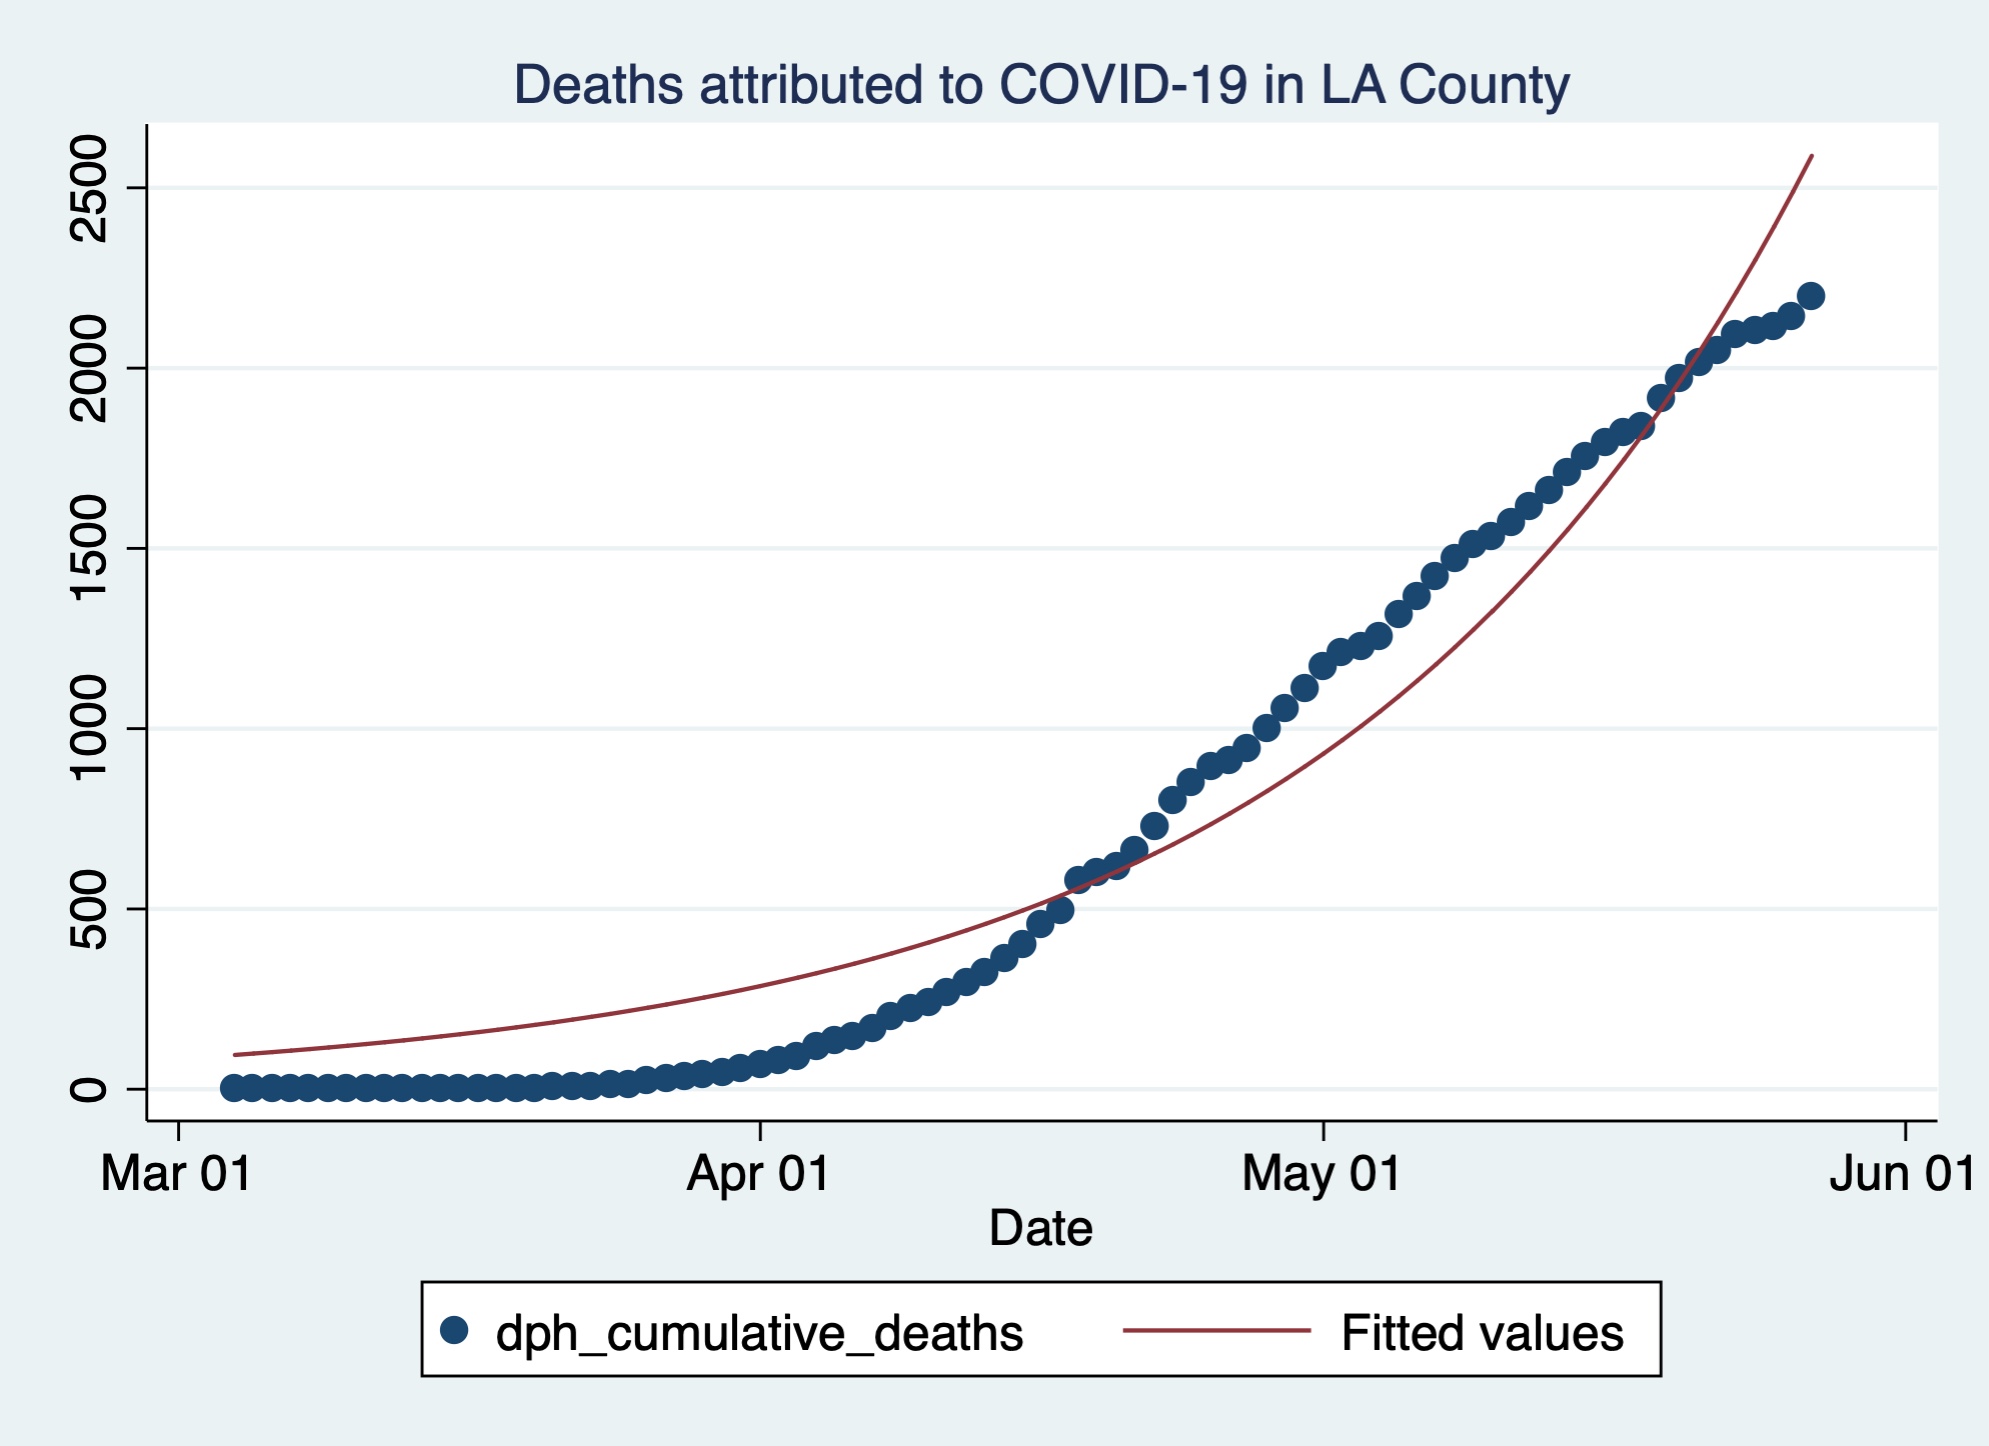 Deaths attributed to COVID-19 in LA County
2500
2000
1500
1000
500
0
Mar 01 Apr 01 May 01 Jun 01
Date
dph_cumulative_deaths Fitted values